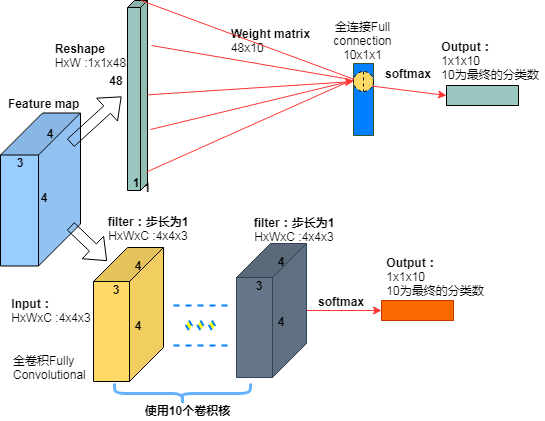 Reshape
HxW :1x1x48
48
Weight matrix
48x10
全连接Full
connection
10x1x1
softmax
Output：
1x1x10
10为最终的分类数
Feature map
4
3
4
1
filter：步长为1
HxWxC :4x4x3
filter：步长为1
HxWxC :4x4x3
4
3
4
4
3
4
Input：
HxWxC :4x4x3
softmax
Output：
1x1x10
10为最终的分类数
全卷积Fully
Convolutional
使用10个卷积核